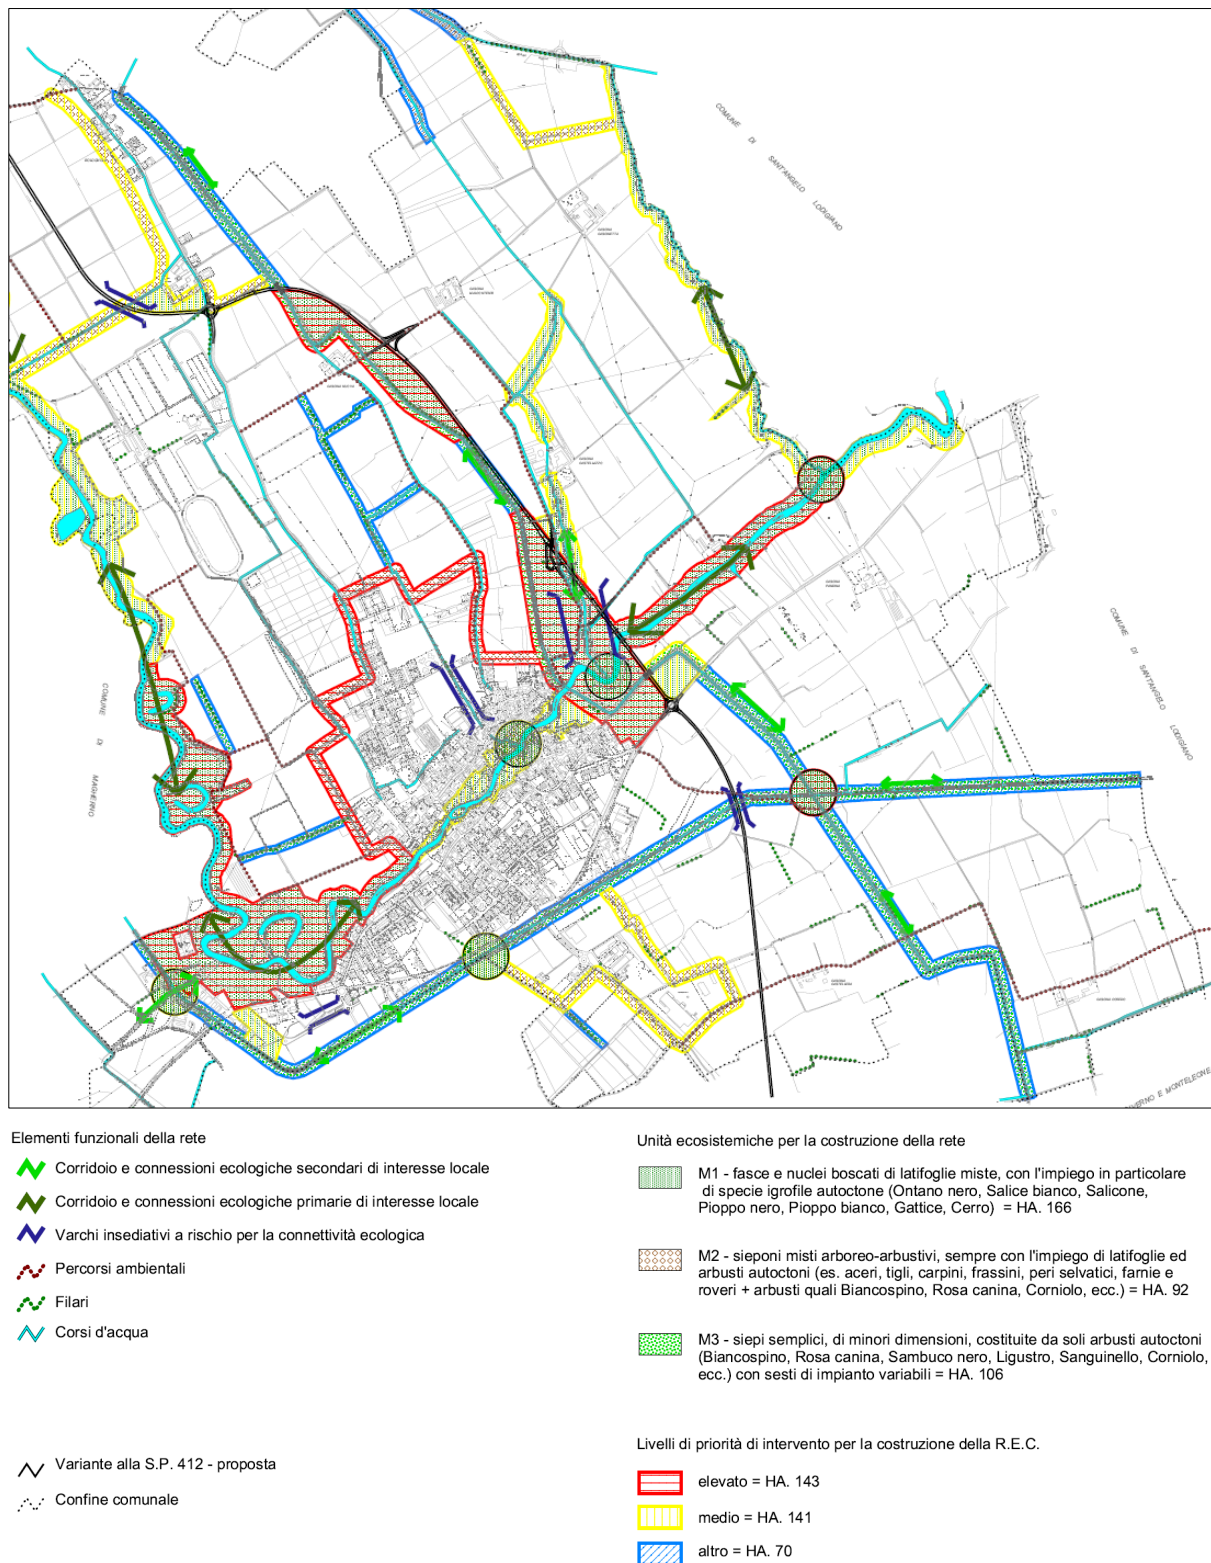 COMUNE DI SANT'ANGELO LODIGIANO
COMUNE DI SANT'ANGELO LODIGIANO
COMUNE DI MAGHERNO
Elementi funzionali della rete
Corridoio e connessioni ecologiche secondari di interesse locale
Corridoio e connessioni ecologiche primarie di interesse locale
Varchi insediativi a rischio per la connettività ecologica
Percorsi ambientali
Filari
Corsi d'acqua
Variante alla S.P. 412 - proposta
Confine comunale
Unità ecosistemiche per la costruzione della rete
M1 - fasce e nuclei boscati di latifoglie miste, con l'impiego in particolare
di specie igrofile autoctone (Ontano nero, Salice bianco, Salicone,
Pioppo nero, Pioppo bianco, Gattice, Cerro) = HA. 166
M2 - sieponi misti arboreo-arbustivi, sempre con l'impiego di latifoglie ed
arbusti autoctoni (es. aceri, tigli, carpini, frassini, peri selvatici, farnie e
roveri + arbusti quali Biancospino, Rosa canina, Corniolo, ecc.) = HA. 92
M3 - siepi semplici, di minori dimensioni, costituite da soli arbusti autoctoni
(Biancospino, Rosa canina, Sambuco nero, Ligustro, Sanguinello, Corniolo,
ecc.) con sesti di impianto variabili = HA. 106
Livelli di priorità di intervento per la costruzione della R.E.C.
elevato = HA. 143
medio = HA. 141
altro = HA. 70